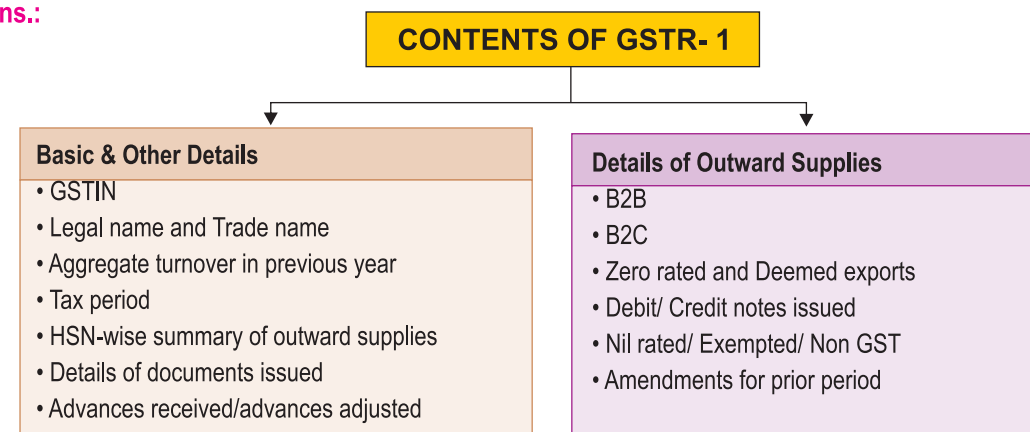 ns.:
CONTENTS OF GSTR- 1
Basic & Other Details
• GSTIN
• Legal name and Trade name
• Aggregate turnover in previous year
• Tax period
• HSN-wise summary of outward supplies
• Details of documents issued
• Advances received/advances adjusted
Details of Outward Supplies
• B2B
• B2C
• Zero rated and Deemed exports
• Debit/ Credit notes issued
• Nil rated/ Exempted/ Non GST
• Amendments for prior period